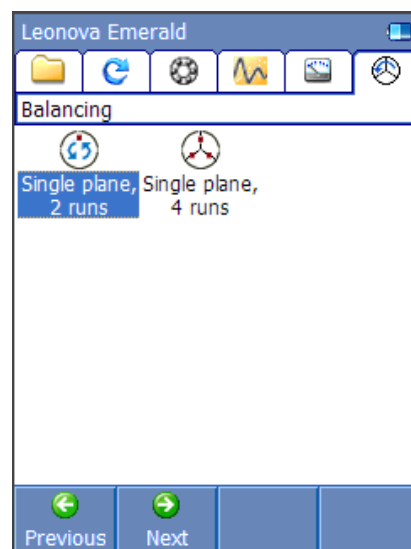 Leonova Emerald
Balancing
Single plane,
2 runs
Single plane,
4 runs
Previous
Next